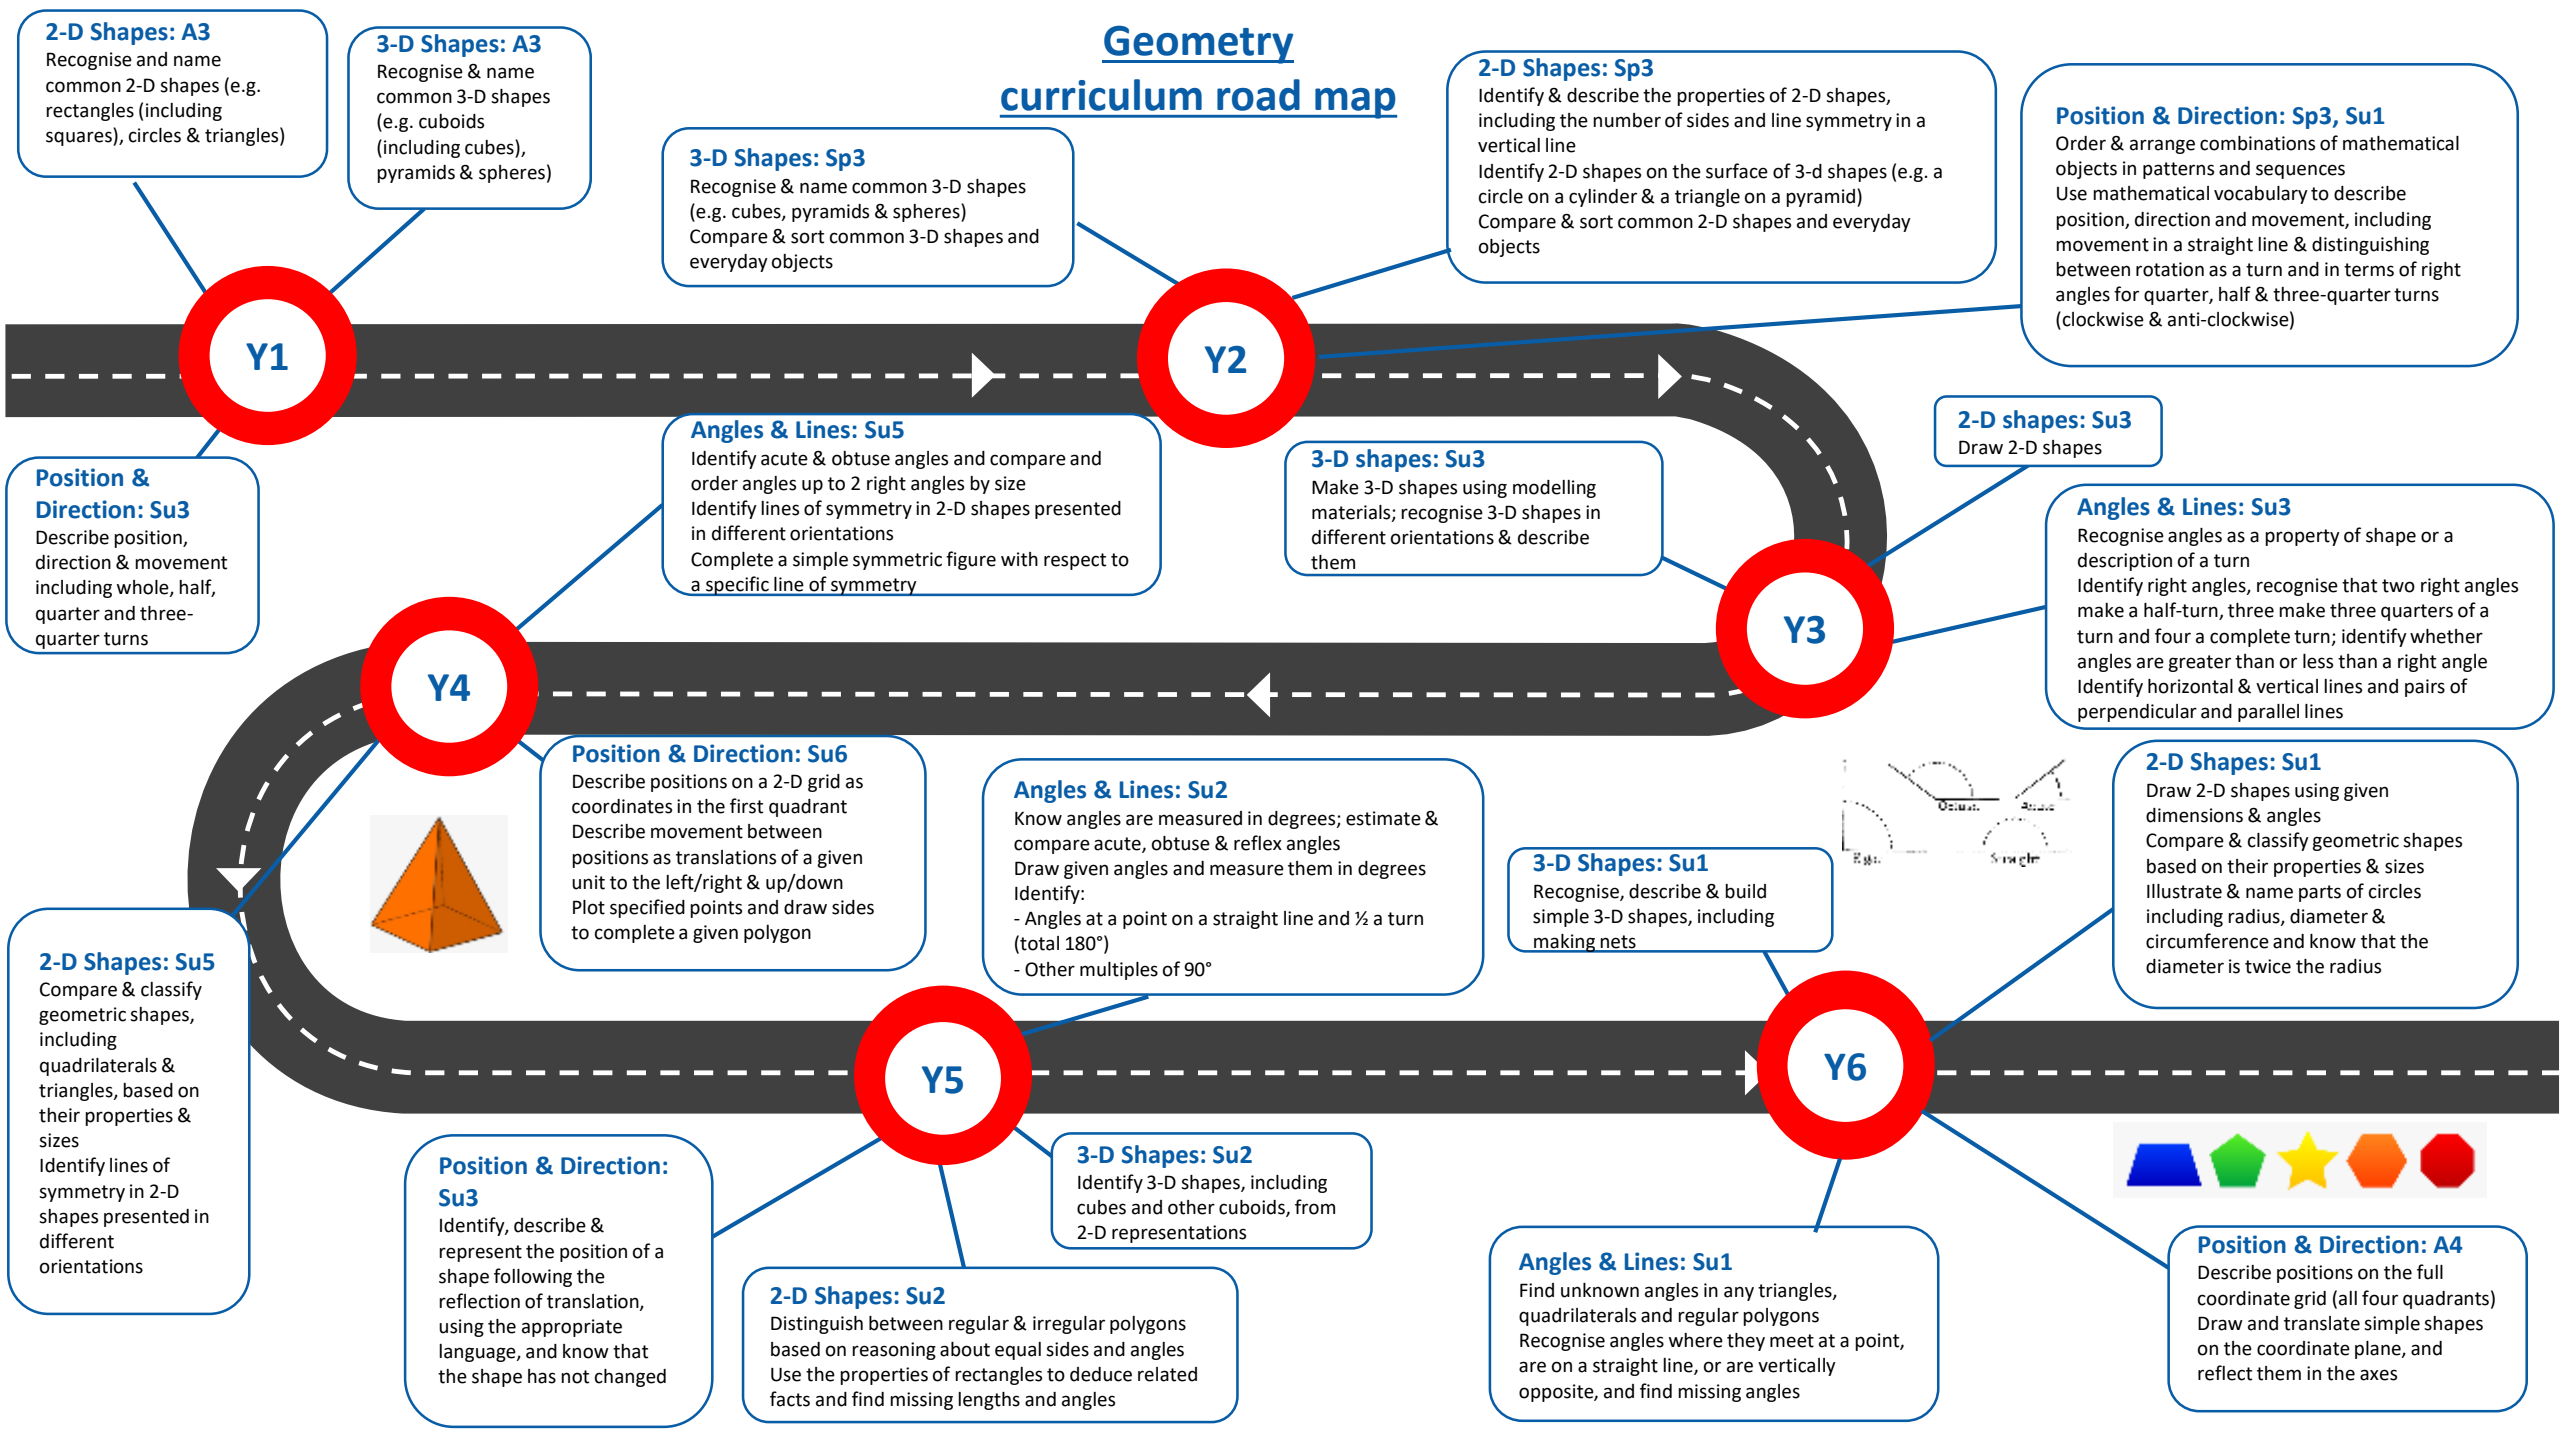 Geometry
curriculum road map
2-D Shapes: A3
Recognise and name
common 2-D shapes (e.g.
rectangles (including
squares), circles & triangles)
3-D Shapes: A3
Recognise & name
common 3-D shapes
(e.g. cuboids
(including cubes),
pyramids & spheres)
Y1
Position &
Direction: Su3
Describe position,
direction & movement
including whole, half,
quarter and three-
quarter turns
3-D Shapes: Sp3
Recognise & name common 3-D shapes
(e.g. cubes, pyramids & spheres)
Compare & sort common 3-D shapes and
everyday objects
2-D Shapes: Sp3
Identify & describe the properties of 2-D shapes,
including the number of sides and line symmetry in a
vertical line
Identify 2-D shapes on the surface of 3-d shapes (e.g. a
circle on a cylinder & a triangle on a pyramid)
Compare & sort common 2-D shapes and everyday
objects
Position & Direction: Sp3, Su1
Order & arrange combinations of mathematical
objects in patterns and sequences
Use mathematical vocabulary to describe
position, direction and movement, including
movement in a straight line & distinguishing
between rotation as a turn and in terms of right
angles for quarter, half & three-quarter turns
(clockwise & anti-clockwise)
Y2
3-D shapes: Su3
Make 3-D shapes using modelling
materials; recognise 3-D shapes in
different orientations & describe
them
2-D shapes: Su3
Draw 2-D shapes
Angles & Lines: Su3
Recognise angles as a property of shape or a
description of a turn
Identify right angles, recognise that two right angles
make a half-turn, three make three quarters of a
turn and four a complete turn; identify whether
angles are greater than or less than a right angle
Identify horizontal & vertical lines and pairs of
perpendicular and parallel lines
Y3
Angles & Lines: Su5
Identify acute & obtuse angles and compare and
order angles up to 2 right angles by size
Identify lines of symmetry in 2-D shapes presented
in different orientations
Complete a simple symmetric figure with respect to
a specific line of symmetry
Y4
Position & Direction: Su6
Describe positions on a 2-D grid as
coordinates in the first quadrant
Describe movement between
positions as translations of a given
unit to the left/right & up/down
Plot specified points and draw sides
to complete a given polygon
2-D Shapes: Su5
Compare & classify
geometric shapes,
including
quadrilaterals &
triangles, based on
their properties &
sizes
Identify lines of
symmetry in 2-D
shapes presented in
different
orientations
Angles & Lines: Su2
Know angles are measured in degrees; estimate &
compare acute, obtuse & reflex angles
Draw given angles and measure them in degrees
Identify:
- Angles at a point on a straight line and ½ a turn
(total 180°)
- Other multiples of 90°
Y5
Position & Direction:
Su3
Identify, describe &
represent the position of a
shape following the
reflection of translation,
using the appropriate
language, and know that
the shape has not changed
2-D Shapes: Su2
Distinguish between regular & irregular polygons
based on reasoning about equal sides and angles
Use the properties of rectangles to deduce related
facts and find missing lengths and angles
3-D Shapes: Su2
Identify 3-D shapes, including
cubes and other cuboids, from
2-D representations
3-D Shapes: Su1
Recognise, describe & build
simple 3-D shapes, including
making nets
2-D Shapes: Su1
Draw 2-D shapes using given
dimensions & angles
Compare & classify geometric shapes
based on their properties & sizes
Illustrate & name parts of circles
including radius, diameter &
circumference and know that the
diameter is twice the radius
Y6
Angles & Lines: Su1
Find unknown angles in any triangles,
quadrilaterals and regular polygons
Recognise angles where they meet at a point,
are on a straight line, or are vertically
opposite, and find missing angles
Position & Direction: A4
Describe positions on the full
coordinate grid (all four quadrants)
Draw and translate simple shapes
on the coordinate plane, and
reflect them in the axes